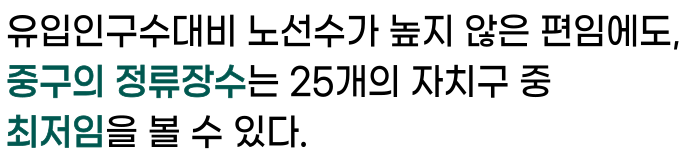 유입인구수대비 노선수가 높지 않은 편임에도,
중구의 정류장수는 25개의 자치구 중
최저임을 볼 수 있다.